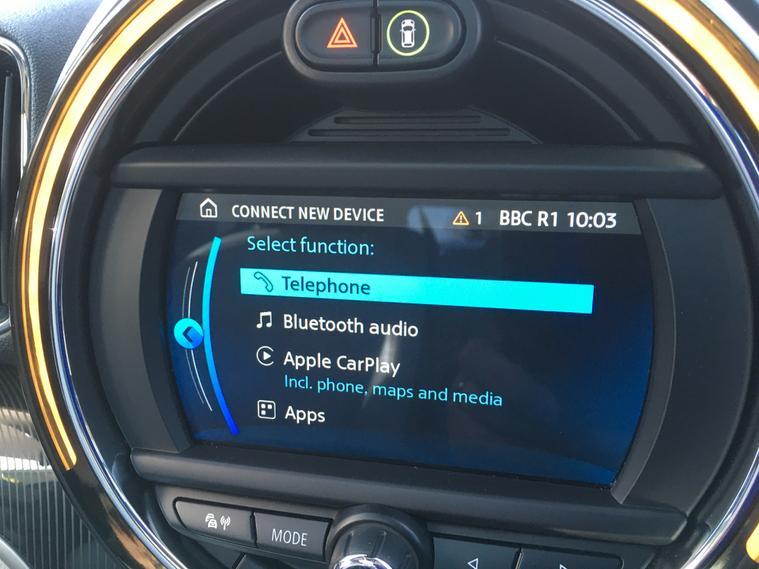 CONNECT NEW DEVICE 1 BBC R1 10:03
Select function:
Telephone
Bluetooth audio
Apple CarPlay
Incl. phone, maps and media
Apps
MODE